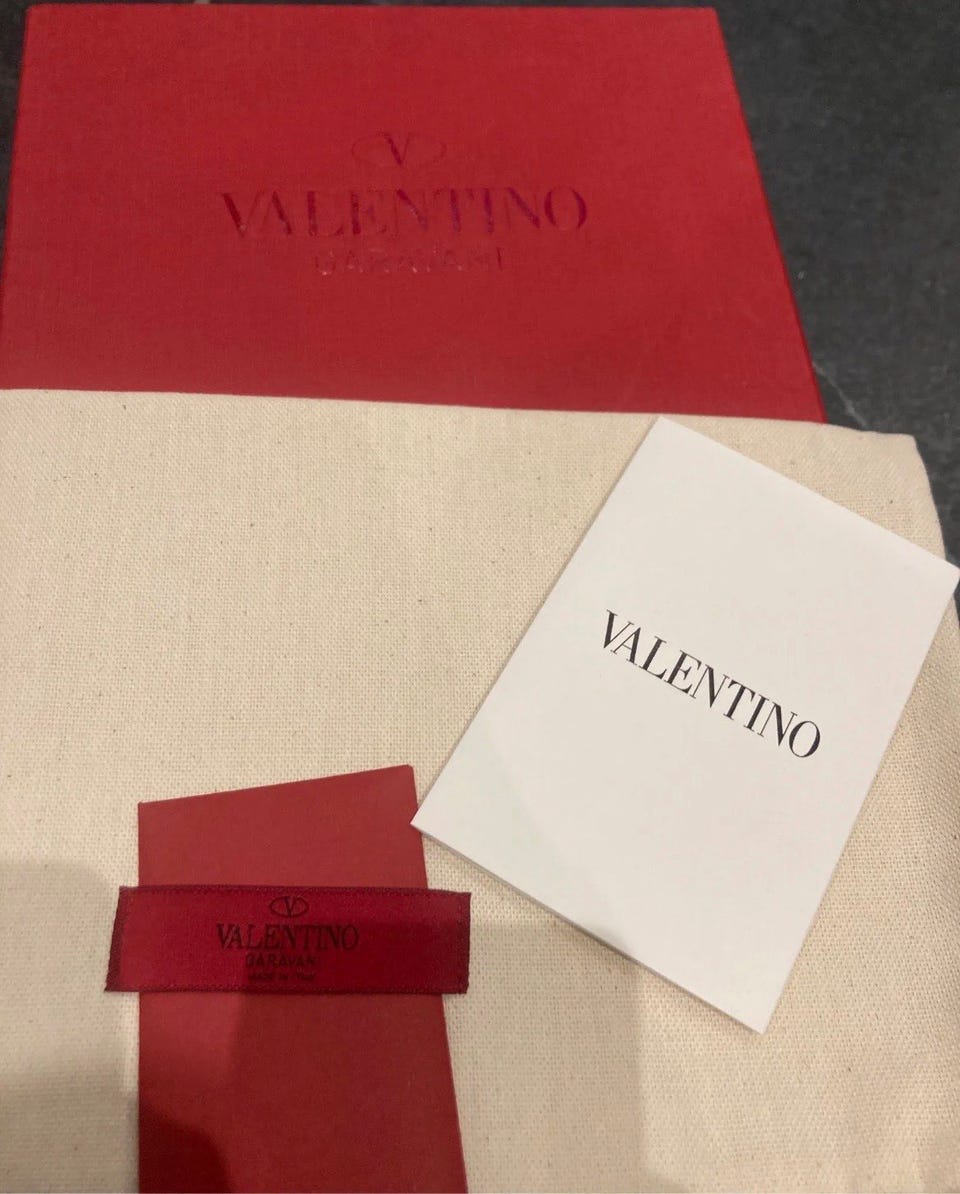 V
VALENTINO
GARAVANI
VALENTINO
V
VALENTINO
GARAVANI
MADE IN ITALY